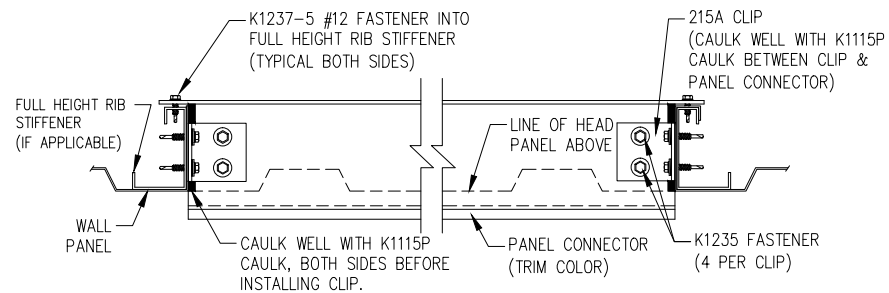 K1237-5 #12 FASTENER INTO
FULL HEIGHT RIB STIFFENER
(TYPICAL BOTH SIDES)
215A CLIP
(CAULK WELL WITH K1115P
CAULK BETWEEN CLIP &
PANEL CONNECTOR)
FULL HEIGHT RIB
STIFFENER
(IF APPLICABLE)
LINE OF HEAD
PANEL ABOVE
WALL
PANEL
CAULK WELL WITH K1115P
CAULK, BOTH SIDES BEFORE
INSTALLING CLIP.
PANEL CONNECTOR
(TRIM COLOR)
K1235 FASTENER
(4 PER CLIP)